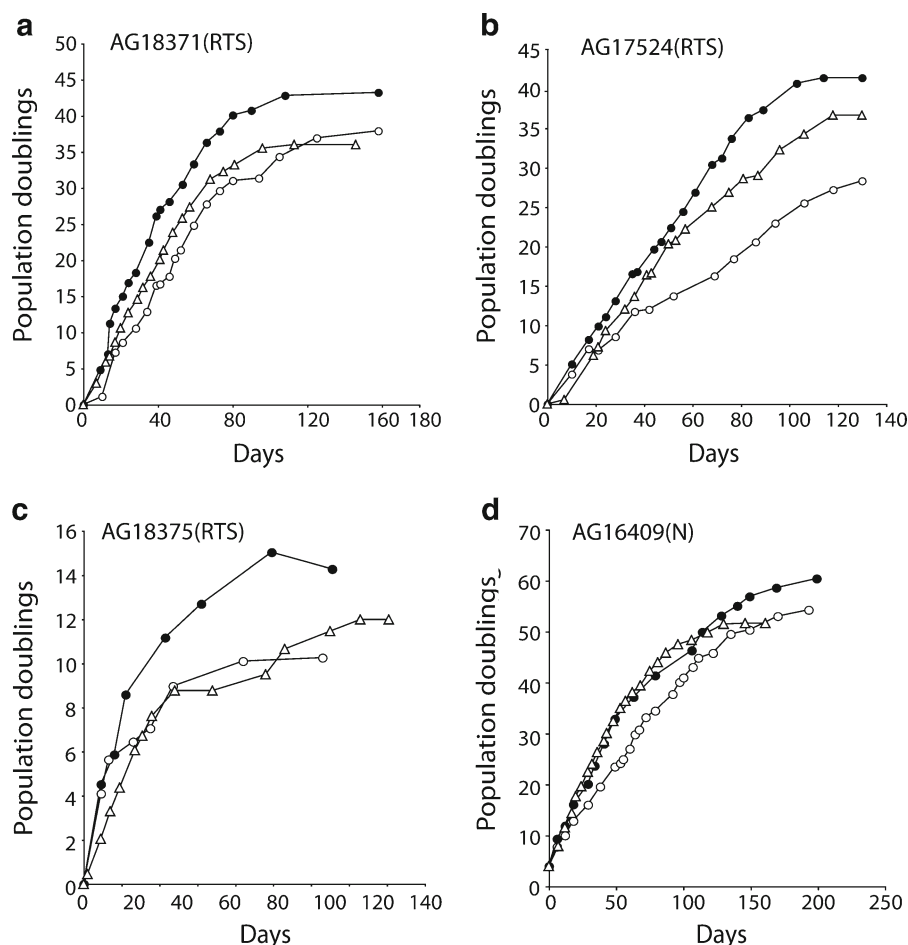 a
AG18371(RTS)
50
45
40
35
30
25
20
15
10
5
0
0 40 80 120 160 180
Population doublings
Days
b
AG17524(RTS)
45
40
35
30
25
20
15
10
5
0
0 20 40 60 80 100 120 140
Population doublings
Days
c
AG18375(RTS)
16
14
12
10
8
6
4
2
0
0 20 40 60 80 100 120 140
Population doublings
Days
d
AG16409(N)
70
60
50
40
30
20
10
0
0 50 100 150 200 250
Population doublings
Days